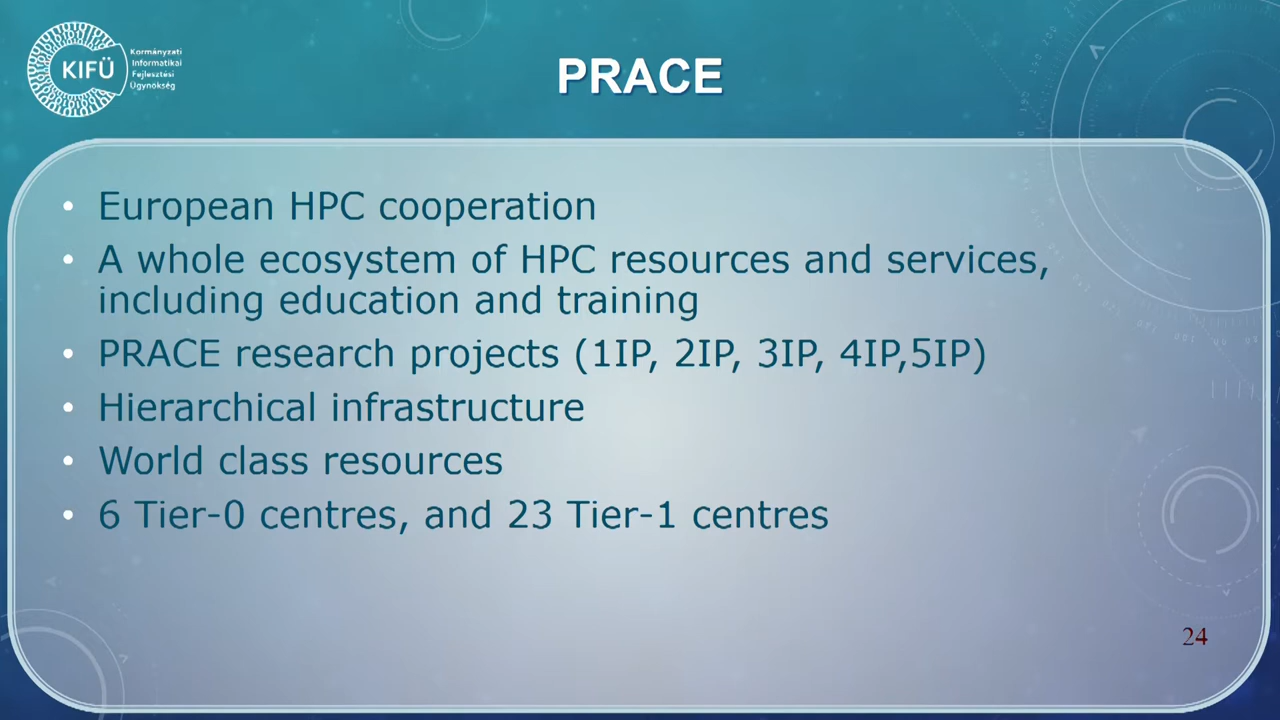 KIFÜ
Kormányzati
Informatikai
Fejlesztési
Ügynökség
PRACE
• European HPC cooperation
• A whole ecosystem of HPC resources and services,
including education and training
• PRACE research projects (1IP, 2IP, 3IP, 4IP,5IP)
• Hierarchical infrastructure
• World class resources
• 6 Tier-0 centres, and 23 Tier-1 centres
24